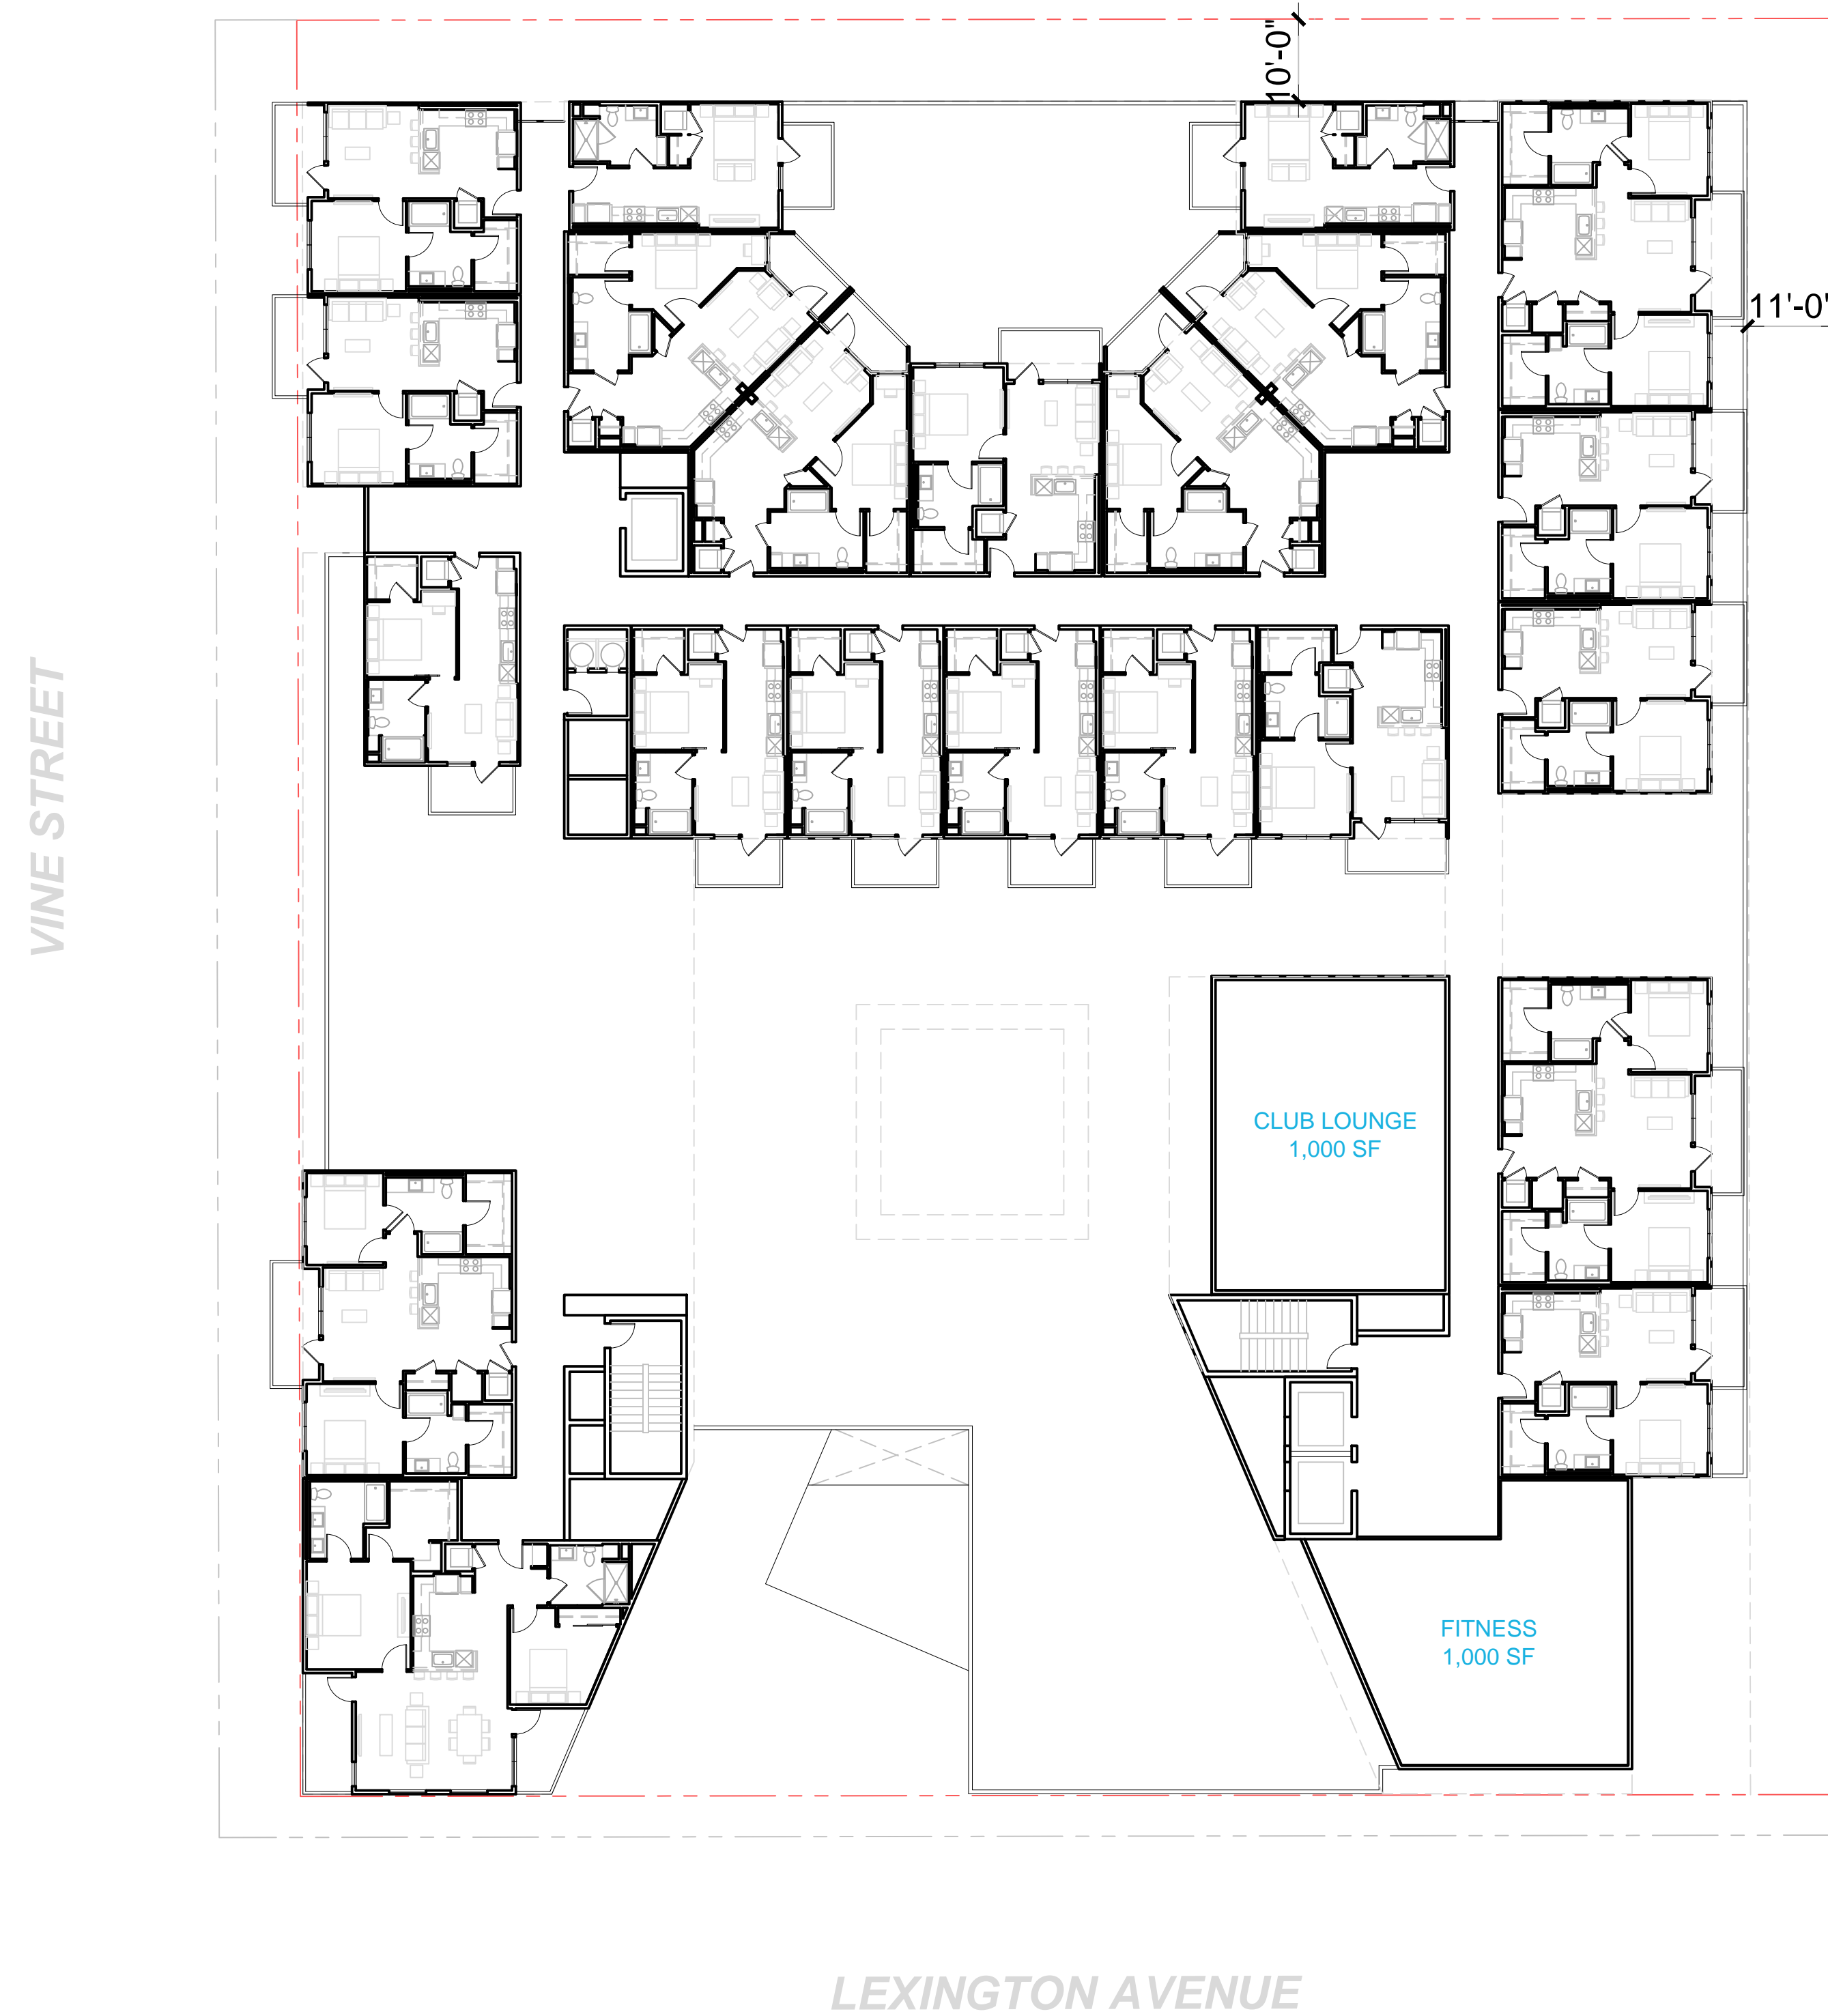 10'-0"
11'-0"
VINE STREET
CLUB LOUNGE
1,000 SF
FITNESS
1,000 SF
LEXINGTON AVENUE